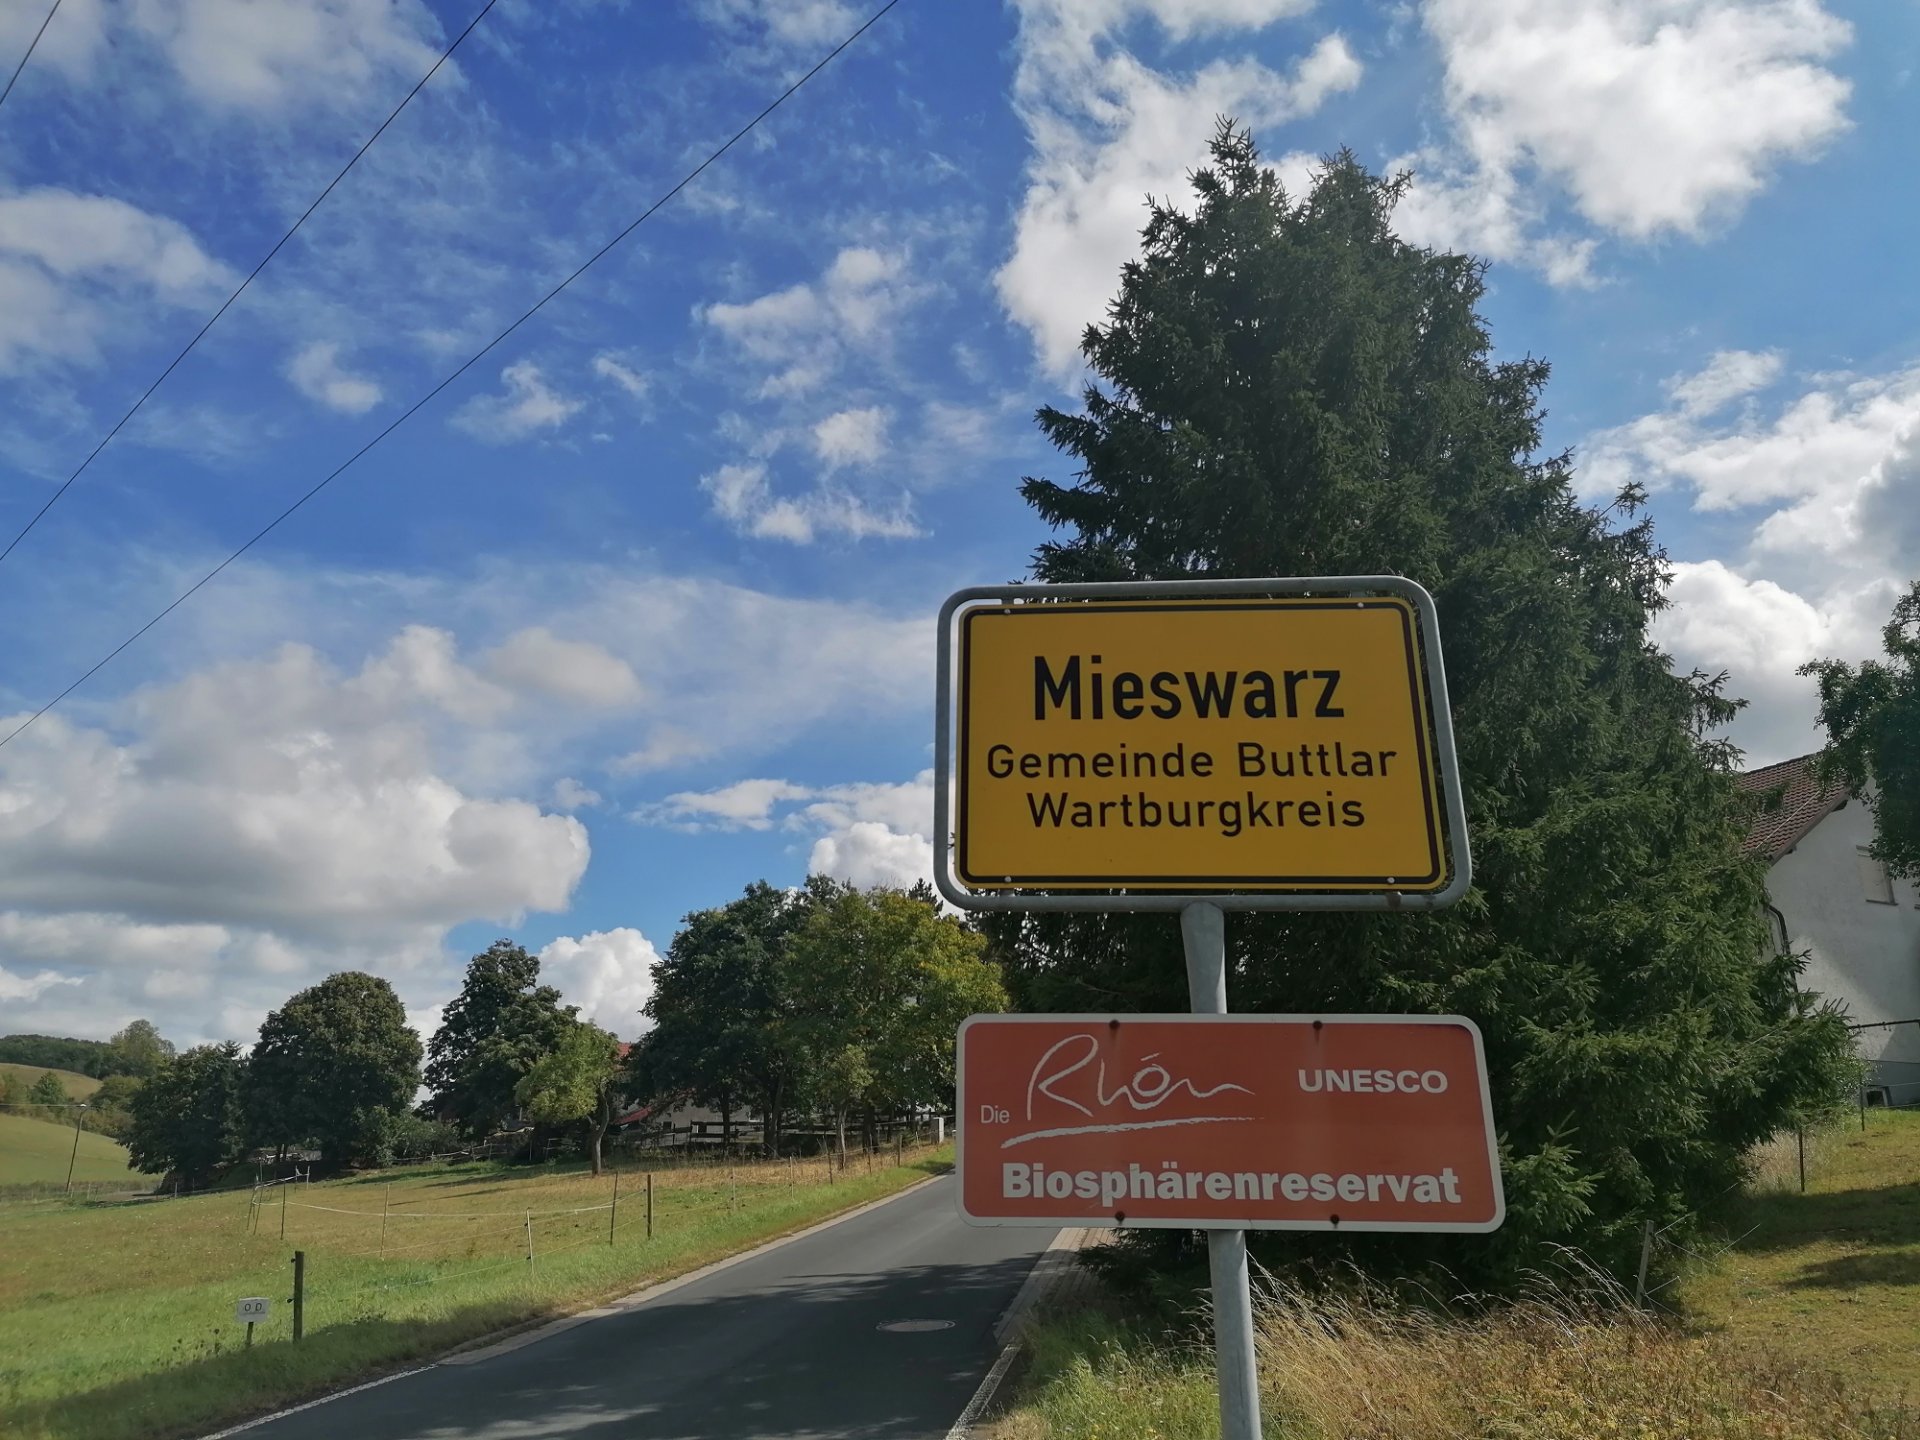 Mieswarz
Gemeinde Buttlar
Wartburgkreis
Die Rhön UNESCO
Biosphärenreservat
O D